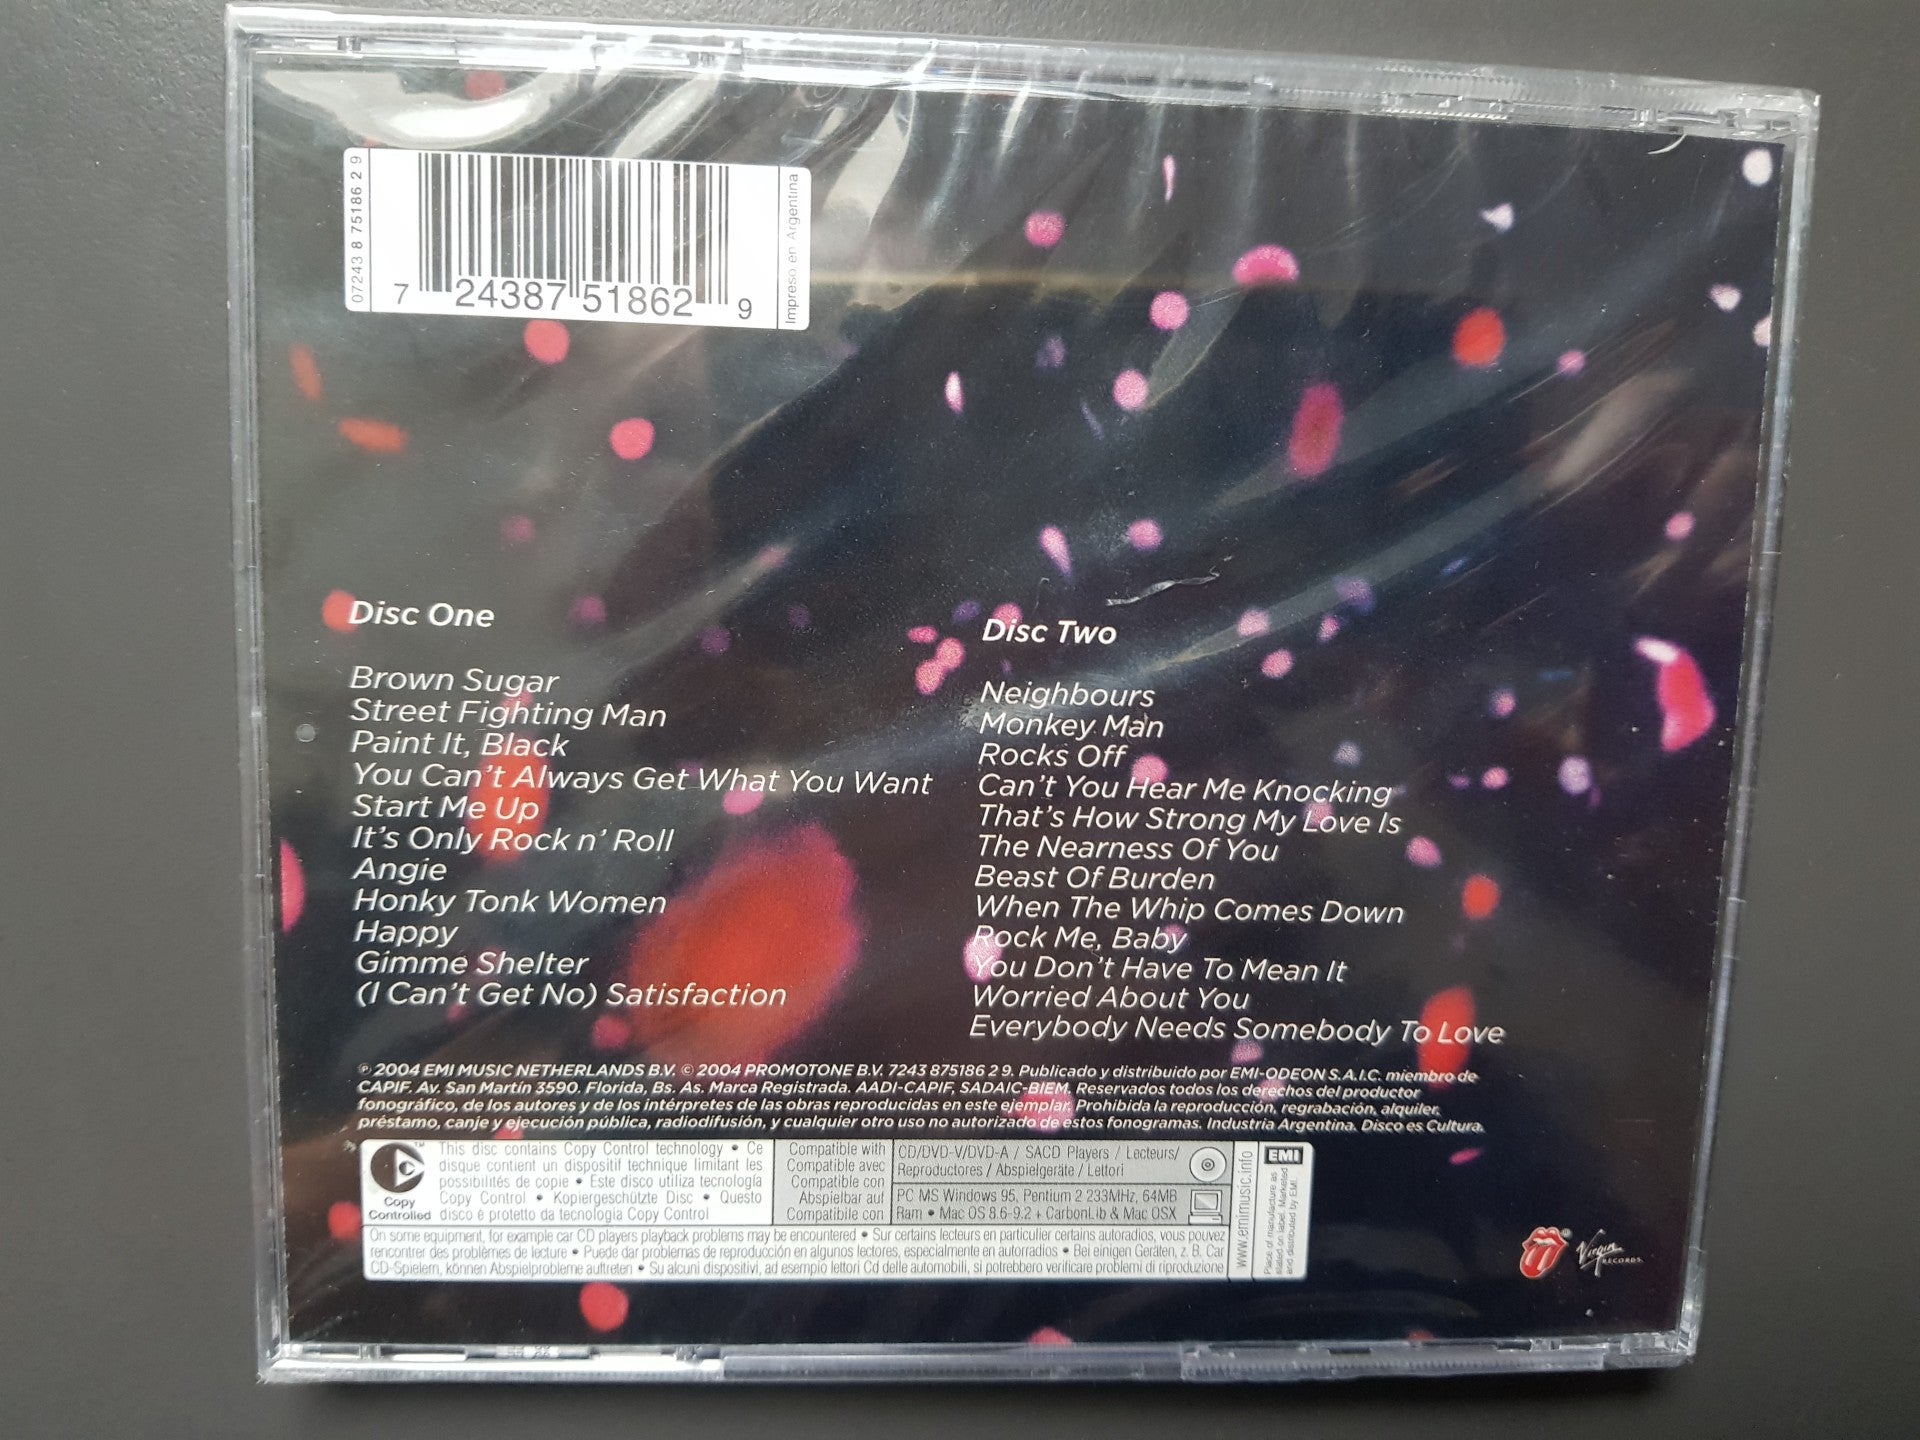 07243 8 75186 2 9
7 24387 51862 9
Impreso en Argentina
Disc One
Brown Sugar
Street Fighting Man
Paint It, Black
You Can't Always Get What You Want
Start Me Up
It's Only Rock n' Roll
Angie
Honky Tonk Women
Happy
Gimme Shelter
(I Can't Get No) Satisfaction
Disc Two
Neighbours
Monkey Man
Rocks Off
Can't You Hear Me Knocking
That's How Strong My Love Is
The Nearness Of You
Beast Of Burden
When The Whip Comes Down
Rock Me, Baby
You Don't Have To Mean It
Worried About You
Everybody Needs Somebody To Love
℗ 2004 EMI MUSIC NETHERLANDS B.V. © 2004 PROMOTONE B.V. 7243 875186 2 9. Publicado y distribuido por EMI-ODEON S.A.I.C. miembro de
CAPIF. Av. San Martín 3590. Florida, Bs. As. Marca Registrada. AADI-CAPIF, SADAIC-BIEM. Reservados todos los derechos del productor
fonográfico, de los autores y de los intérpretes de las obras reproducidas en este ejemplar. Prohibida la reproducción, regrabación, alquiler,
préstamo, canje y ejecución pública, radiodifusión, y cualquier otro uso no autorizado de estos fonogramas. Industria Argentina. Disco es Cultura.
Copy
Controlled
TM
This disc contains Copy Control technology • Ce
disque contient un dispositif technique limitant les
possibilités de copie • Este disco utiliza tecnología
Copy Control • Kopiergeschützte Disc • Questo
disco è protetto da tecnologia Copy Control
Compatible with
Compatible avec
Compatible con
Abspielbar auf
Compatibile con
CD/DVD-V/DVD-A / SACD Players / Lecteurs/
Reproductores / Abspielgeräte / Lettori
PC MS Windows 95, Pentium 2 233MHz, 64MB
Ram • Mac OS 8.6-9.2 + CarbonLib & Mac OSX
On some equipment, for example car CD players playback problems may be encountered • Sur certains lecteurs en particulier certains autoradios, vous pouvez
rencontrer des problèmes de lecture • Puede dar problemas de reproducción en algunos lectores, especialmente en autorradios • Bei einigen Geräten, z. B. Car
CD-Spielern, können Abspielprobleme auftreten • Su alcuni dispositivi, ad esempio lettori Cd delle automobili, si potrebbero verificare problemi di riproduzione
www.emimusic.info
EMI
Place of manufacture as
stated on label. Marketed
and distributed by EMI.
®
Virgin
RECORDS